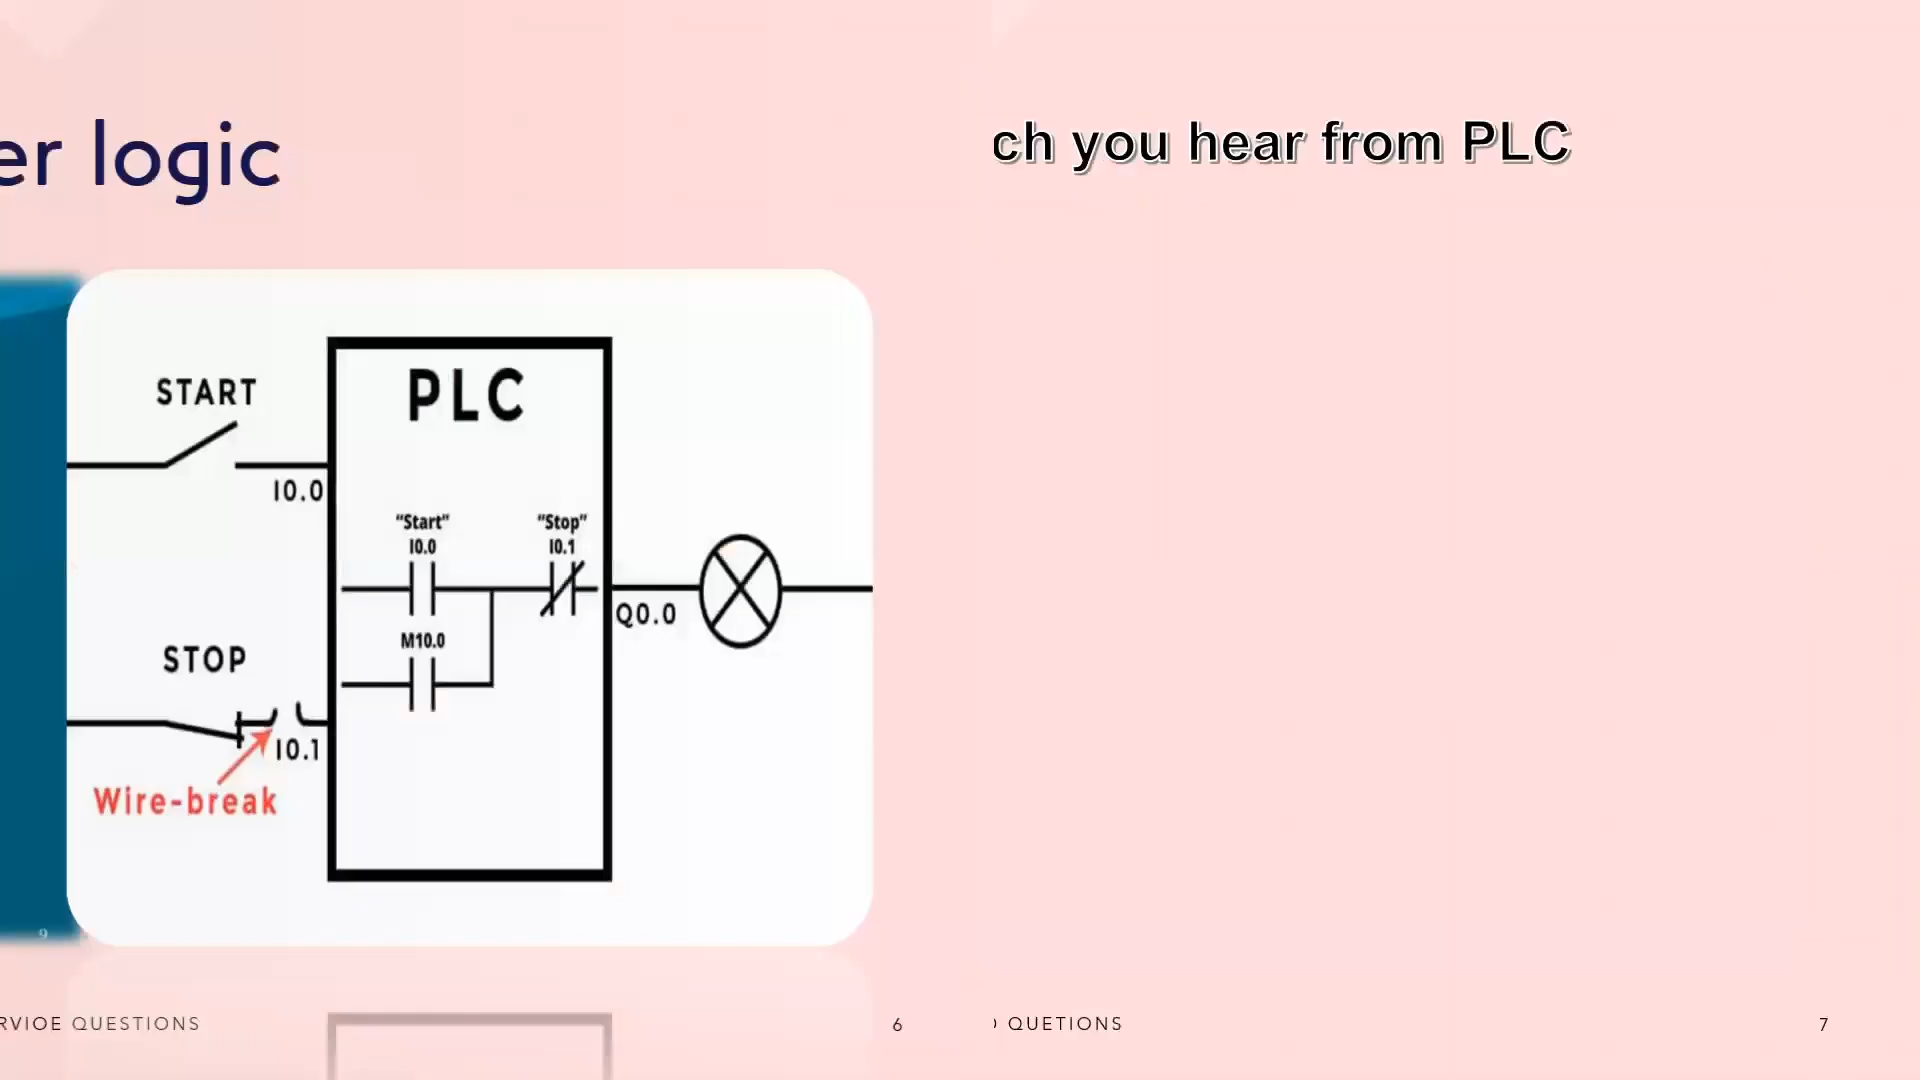 er logic
PLC
START
I0.0
"Start"
I0.0
"Stop"
I0.1
M10.0
Q0.0
STOP
I0.1
Wire-break
9
RVIOE QUESTIONS
6
ch you hear from PLC
QUETIONS
7